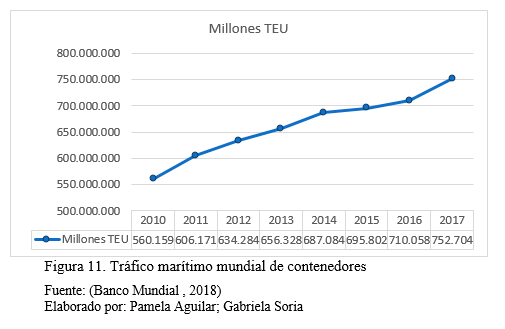 Millones TEU
800.000.000
750.000.000
700.000.000
650.000.000
600.000.000
550.000.000
500.000.000
2010 2011 2012 2013 2014 2015 2016 2017
Millones TEU 560.159 606.171 634.284 656.328 687.084 695.802 710.058 752.704
Figura 11. Tráfico marítimo mundial de contenedores
Fuente: (Banco Mundial , 2018)
Elaborado por: Pamela Aguilar; Gabriela Soria